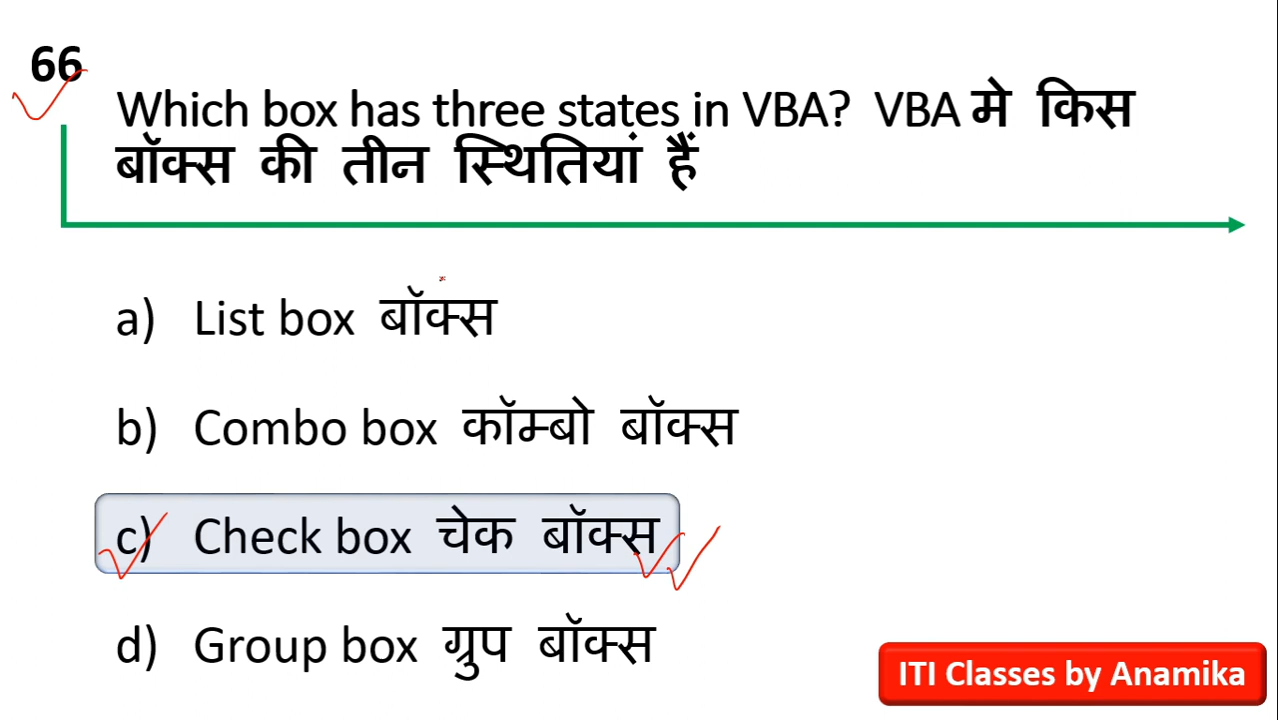 66
Which box has three states in VBA? VBA मे किस
बॉक्स की तीन स्थितियां हैं
a) List box बॉक्स
b) Combo box कॉम्बो बॉक्स
c) Check box चेक बॉक्स
d) Group box ग्रुप बॉक्स
ITI Classes by Anamika